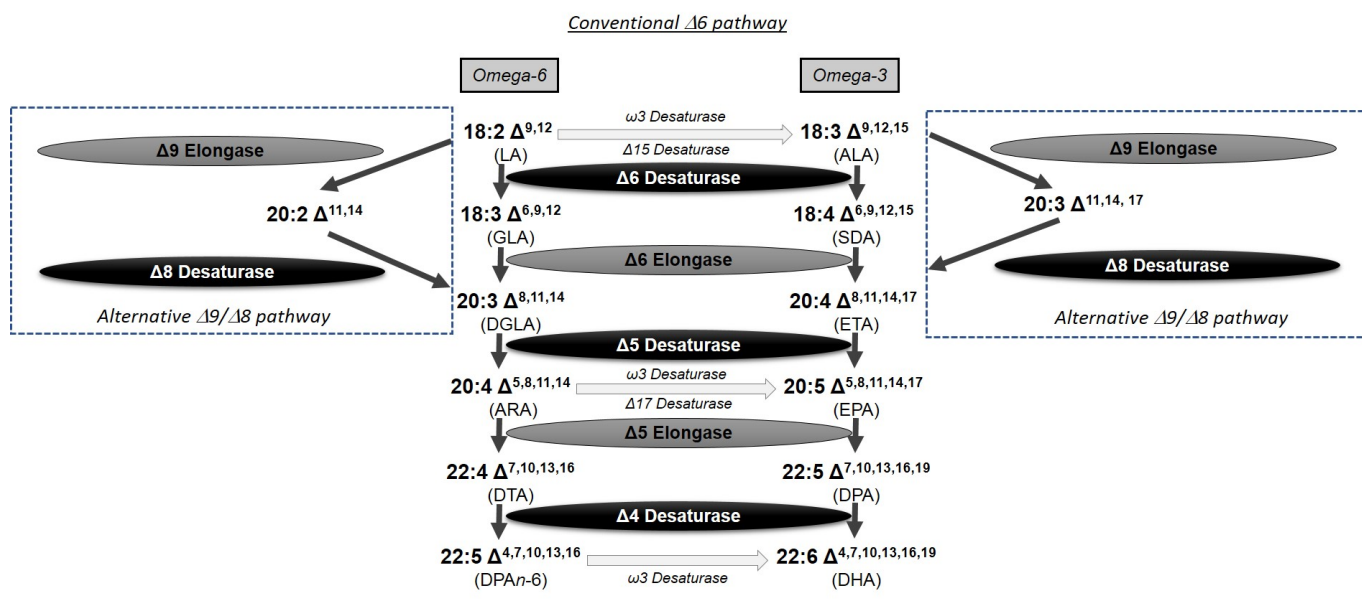 Conventional Δ6 pathway
Omega-6
Omega-3
18:2 Δ9,12
(LA)
ω3 Desaturase
Δ15 Desaturase
18:3 Δ9,12,15
(ALA)
Δ9 Elongase
Δ9 Elongase
Δ6 Desaturase
20:2 Δ11,14
18:3 Δ6,9,12
(GLA)
18:4 Δ6,9,12,15
(SDA)
20:3 Δ11,14, 17
Δ8 Desaturase
Δ6 Elongase
Δ8 Desaturase
Alternative Δ9/Δ8 pathway
20:3 Δ8,11,14
(DGLA)
20:4 Δ8,11,14,17
(ETA)
Alternative Δ9/Δ8 pathway
Δ5 Desaturase
20:4 Δ5,8,11,14
(ARA)
ω3 Desaturase
Δ17 Desaturase
20:5 Δ5,8,11,14,17
(EPA)
Δ5 Elongase
22:4 Δ7,10,13,16
(DTA)
22:5 Δ7,10,13,16,19
(DPA)
Δ4 Desaturase
22:5 Δ4,7,10,13,16
(DPAn-6)
ω3 Desaturase
22:6 Δ4,7,10,13,16,19
(DHA)